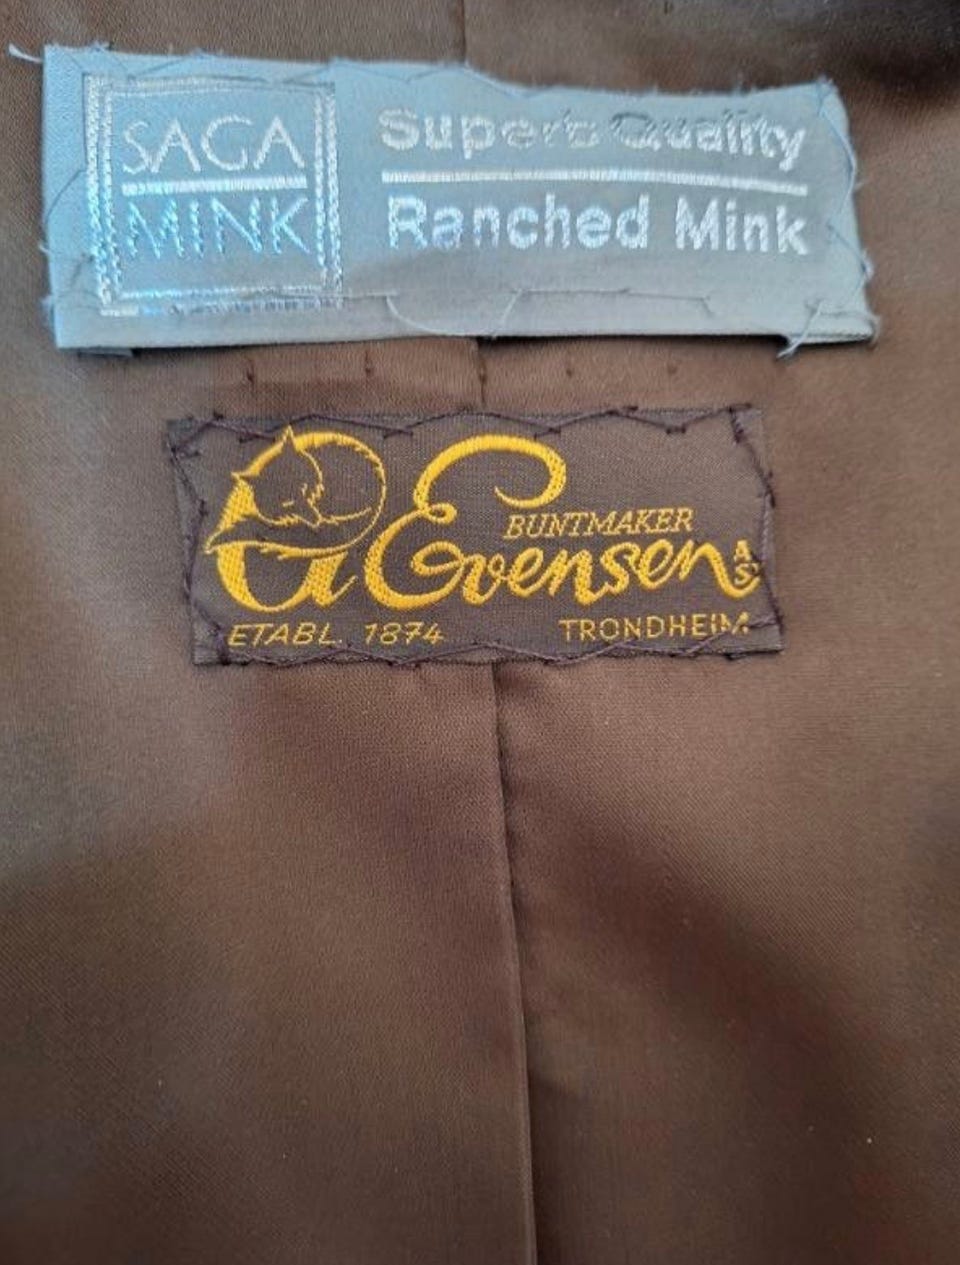 SAGA
MINK
Superb Quality
Ranched Mink
BUNTMAKER
A Evensen A/S
ETABL. 1874
TRONDHEIM